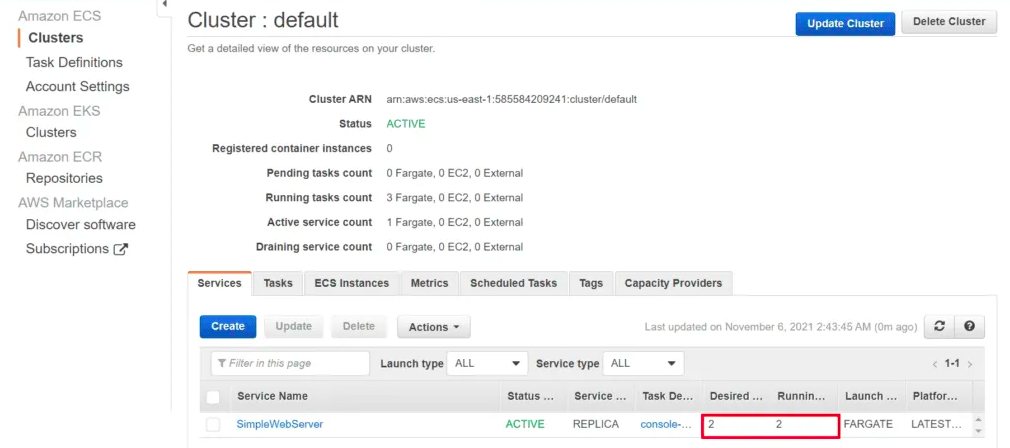 Amazon ECS
Clusters
Task Definitions
Account Settings
Amazon EKS
Clusters
Amazon ECR
Repositories
AWS Marketplace
Discover software
Subscriptions
Cluster : default
Update Cluster
Delete Cluster
Get a detailed view of the resources on your cluster.
Cluster ARN arn:aws:ecs:us-east-1:585584209241:cluster/default
Status ACTIVE
Registered container instances 0
Pending tasks count 0 Fargate, 0 EC2, 0 External
Running tasks count 3 Fargate, 0 EC2, 0 External
Active service count 1 Fargate, 0 EC2, 0 External
Draining service count 0 Fargate, 0 EC2, 0 External
Services Tasks ECS Instances Metrics Scheduled Tasks Tags Capacity Providers
Create Update Delete Actions Last updated on November 6, 2021 2:43:45 AM (0m ago)
Filter in this page Launch type ALL Service type ALL < 1-1 >
Service Name Status ... Service ... Task De... Desired ... Runnin... Launch ... Platfor...
SimpleWebServer ACTIVE REPLICA console-... 2 2 FARGATE LATEST...